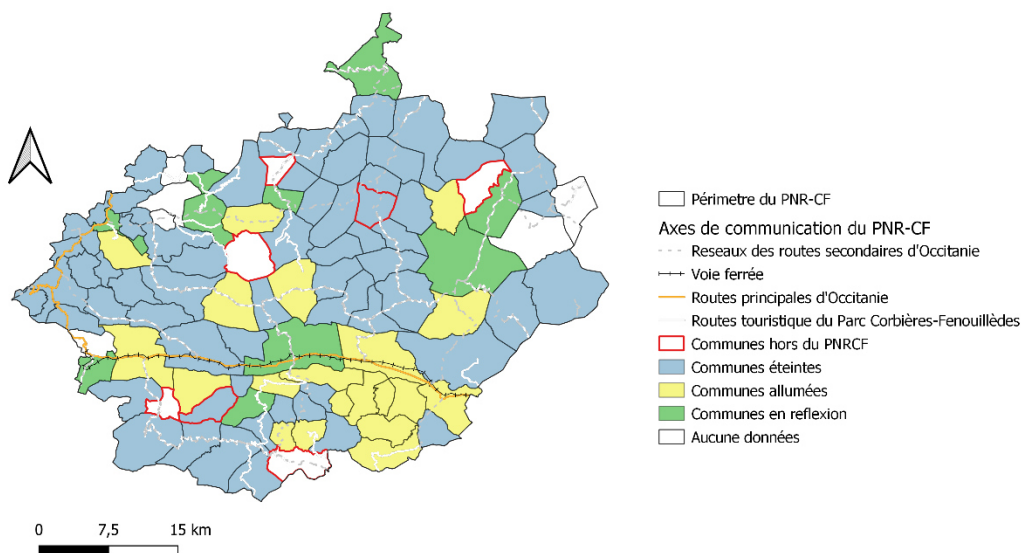 Périmetre du PNR-CF
Axes de communication du PNR-CF
Reseaux des routes secondaires d'Occitanie
Voie ferrée
Routes principales d'Occitanie
Routes touristique du Parc Corbières-Fenouillèdes
Communes hors du PNRCF
Communes éteintes
Communes allumées
Communes en reflexion
Aucune données
0 7,5 15 km